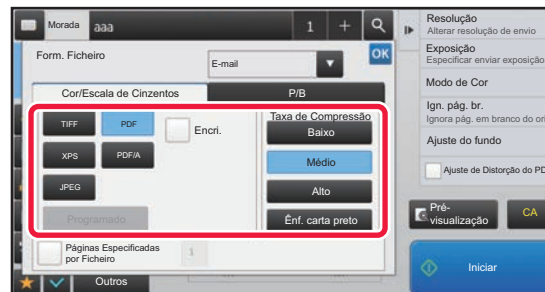 Morada aaa 1 +
Form. Ficheiro
E-mail
OK
Cor/Escala de Cinzentos
P/B
TIFF
PDF
Encri.
XPS
PDF/A
JPEG
Programado
Taxa de Compressão
Baixo
Médio
Alto
Ênf. carta preto
Páginas Especificadas
por Ficheiro
1
Outros
Resolução
Alterar resolução de envio
Exposição
Especificar enviar exposição
Modo de Cor
Ign. pág. br.
Ignora pág. em branco do ori
Ajuste do fundo
Ajuste de Distorção do PD
Pré-
visualização
CA
Iniciar